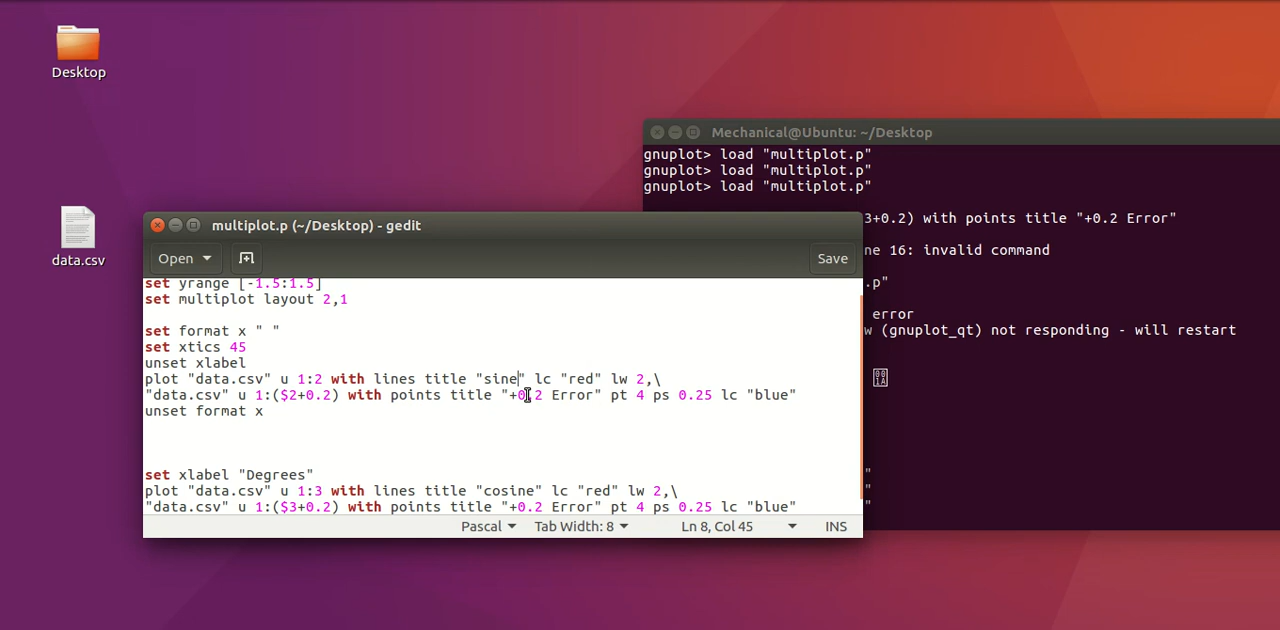 Desktop
data.csv
Mechanical@Ubuntu: ~/Desktop
gnuplot> load "multiplot.p"
gnuplot> load "multiplot.p"
gnuplot> load "multiplot.p"
3+0.2) with points title "+0.2 Error"
ne 16: invalid command
.p"
error
w (gnuplot_qt) not responding - will restart
001A
"
"
"
multiplot.p (~/Desktop) - gedit
Open
Save
set yrange [-1.5:1.5]
set multiplot layout 2,1
set format x " "
set xtics 45
unset xlabel
plot "data.csv" u 1:2 with lines title "sine" lc "red" lw 2,\
"data.csv" u 1:($2+0.2) with points title "+0.2 Error" pt 4 ps 0.25 lc "blue"
unset format x
set xlabel "Degrees"
plot "data.csv" u 1:3 with lines title "cosine" lc "red" lw 2,\
"data.csv" u 1:($3+0.2) with points title "+0.2 Error" pt 4 ps 0.25 lc "blue"
Pascal
Tab Width: 8
Ln 8, Col 45
INS